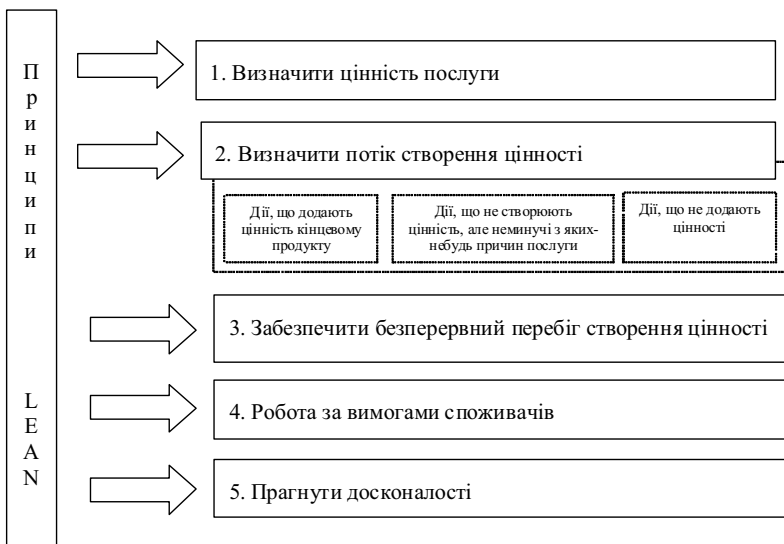 Принципи
LEAN
1. Визначити цінність послуги
2. Визначити потік створення цінності
Дії, що додають
цінність кінцевому
продукту
Дії, що не створюють
цінність, але неминучі з яких-
небудь причин послуги
Дії, що не додають
цінності
3. Забезпечити безперервний перебіг створення цінності
4. Робота за вимогами споживачів
5. Прагнути досконалості